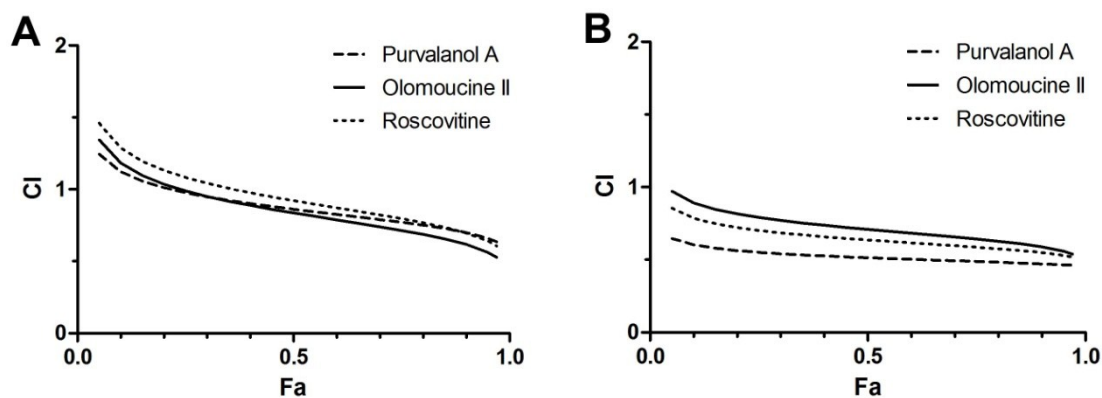 A
2
Purvalanol A
Olomoucine II
Roscovitine
CI
1
0
0.0
0.5
1.0
Fa
B
2
Purvalanol A
Olomoucine II
Roscovitine
CI
1
0
0.0
0.5
1.0
Fa